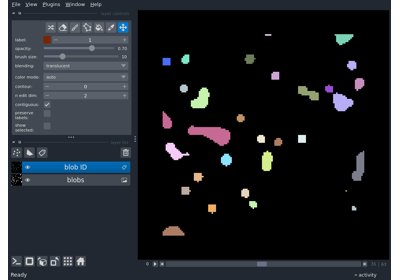 File View Plugins Window Help
label: 1
opacity: 0.70
brush size: 10
blending: translucent
color mode: auto
contour: 0
n edit dim: 2
contiguous: ✓
preserve
labels:
show
selected:
blob ID
blobs
0
Ready
activity